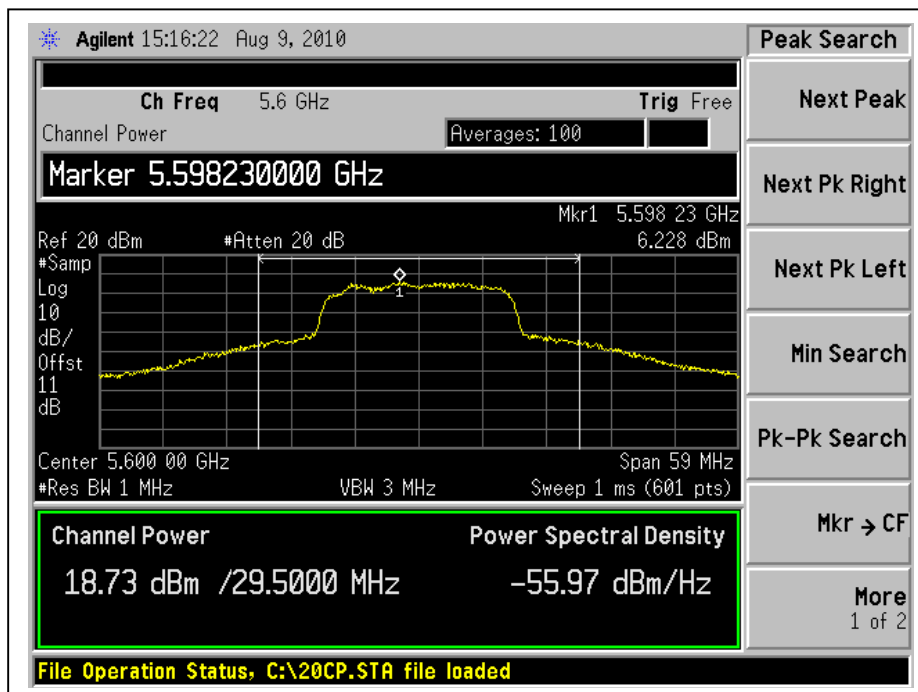 Agilent 15:16:22 Aug 9, 2010
Peak Search
Ch Freq 5.6 GHz Trig Free
Channel Power Averages: 100
Marker 5.598230000 GHz
Mkr1 5.598 23 GHz
Ref 20 dBm #Atten 20 dB 6.228 dBm
#Samp
Log
10
dB/
Offst
11
dB
1
Center 5.600 00 GHz Span 59 MHz
#Res BW 1 MHz VBW 3 MHz Sweep 1 ms (601 pts)
Channel Power Power Spectral Density
18.73 dBm /29.5000 MHz -55.97 dBm/Hz
File Operation Status, C:\20CP.STA file loaded
Next Peak
Next Pk Right
Next Pk Left
Min Search
Pk-Pk Search
Mkr → CF
More
1 of 2